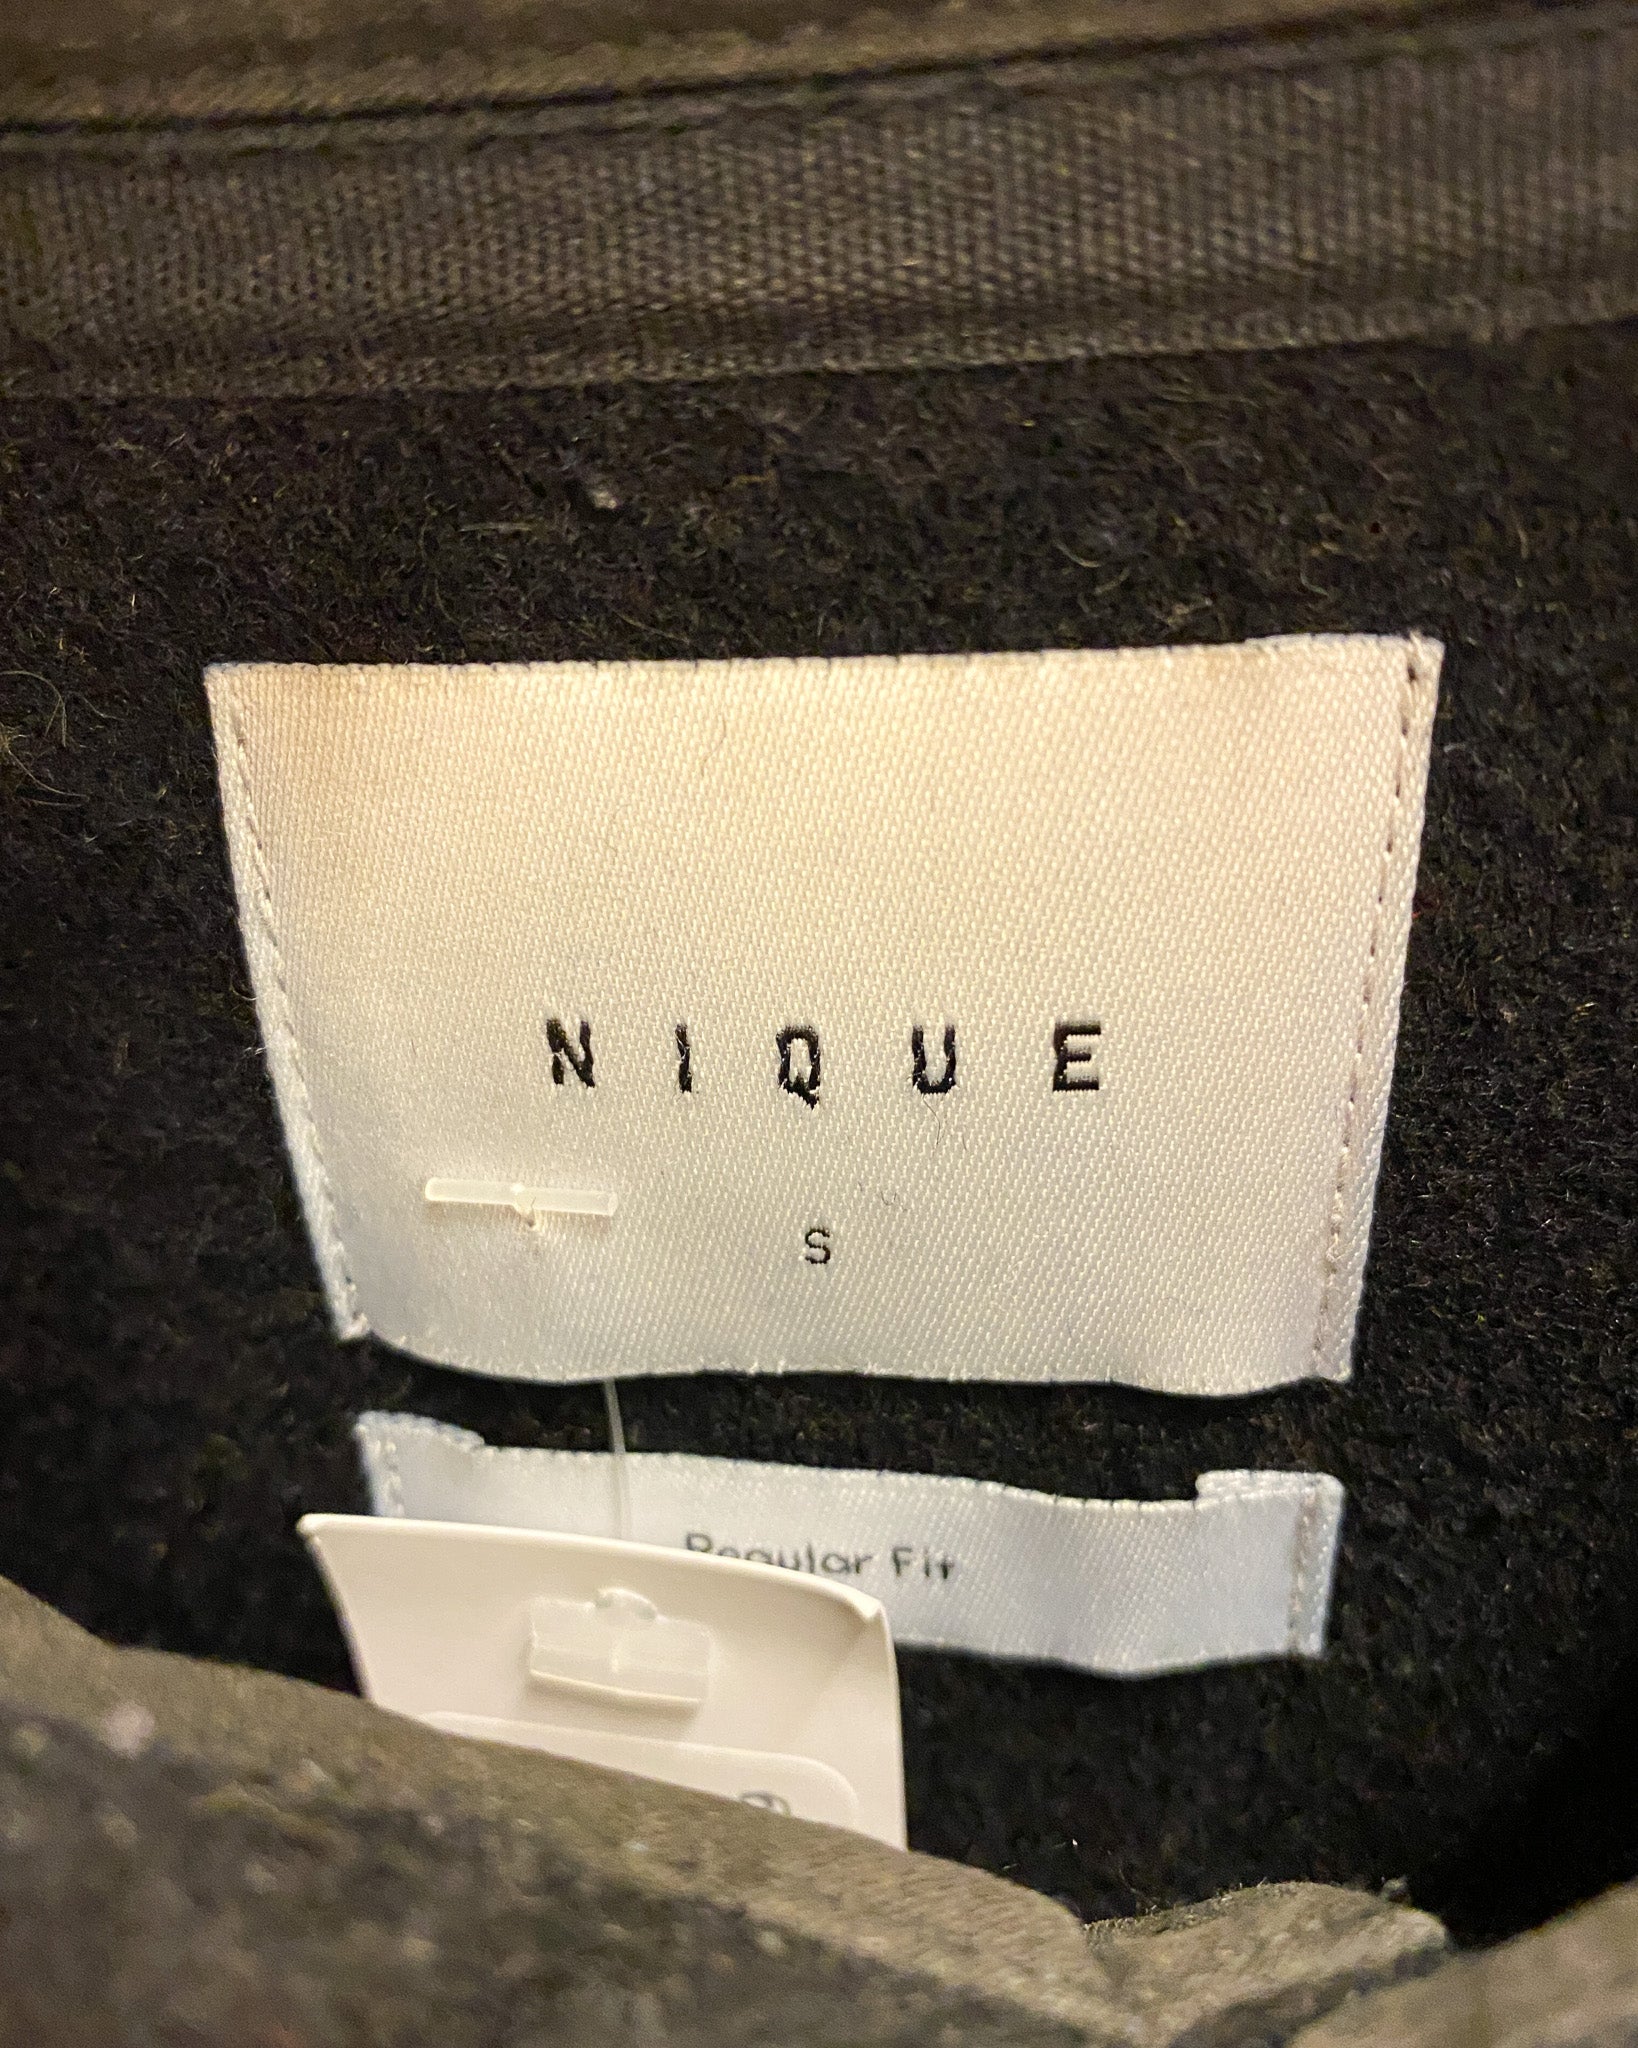 NIQUE
S
Regular Fit